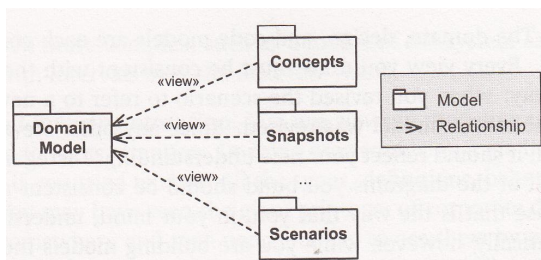 Concepts
«view»
Model
Relationship
Domain
Model
«view»
Snapshots
«view»
Scenarios